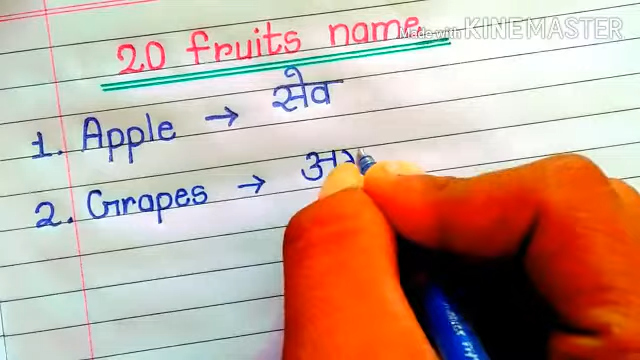 Made with KINEMASTER
20 fruits name
1. Apple → सेव
2. Grapes → अ